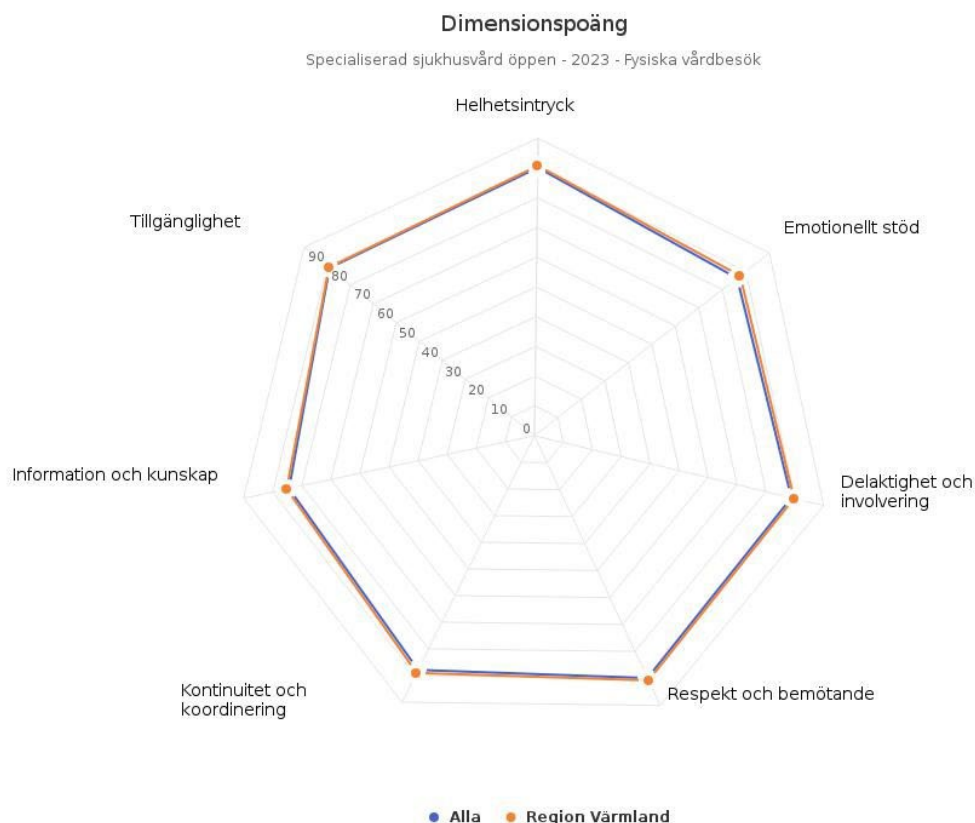 Dimensionspoäng
Specialiserad sjukhusvård öppen - 2023 - Fysiska vårdbesök
Helhetsintryck
Tillgänglighet
Emotionellt stöd
90
80
70
60
50
40
30
20
10
0
Information och kunskap
Delaktighet och
involvering
Kontinuitet och
koordinering
Respekt och bemötande
Alla
Region Värmland